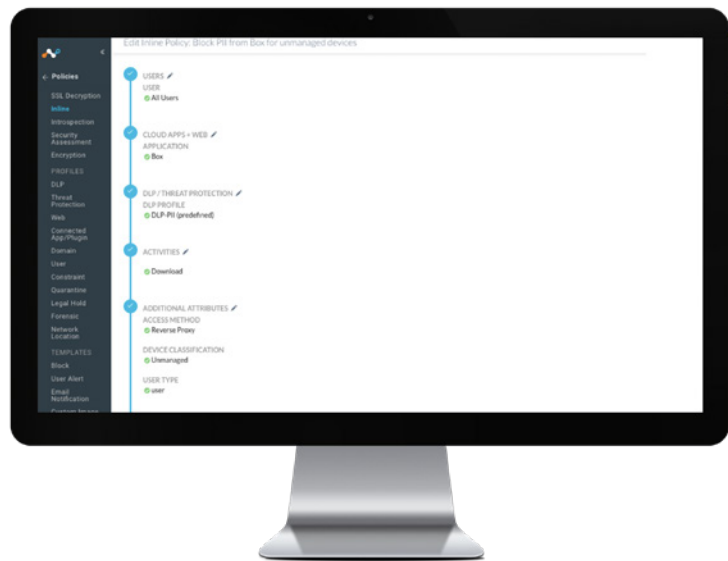 Edit Inline Policy: Block PII from Box for unmanaged devices
Policies
SSL Decryption
Inline
Introspection
Security
Assessment
Encryption
PROFILES
DLP
Threat
Protection
Web
Connected
App/Plugin
Domain
User
Constraint
Quarantine
Legal Hold
Forensic
Network
Location
TEMPLATES
Block
User Alert
Email
Notification
Custom Image
USERS
USER
All Users
CLOUD APPS + WEB
APPLICATION
Box
DLP / THREAT PROTECTION
DLP PROFILE
DLP-PII (predefined)
ACTIVITIES
Download
ADDITIONAL ATTRIBUTES
ACCESS METHOD
Reverse Proxy
DEVICE CLASSIFICATION
Unmanaged
USER TYPE
user